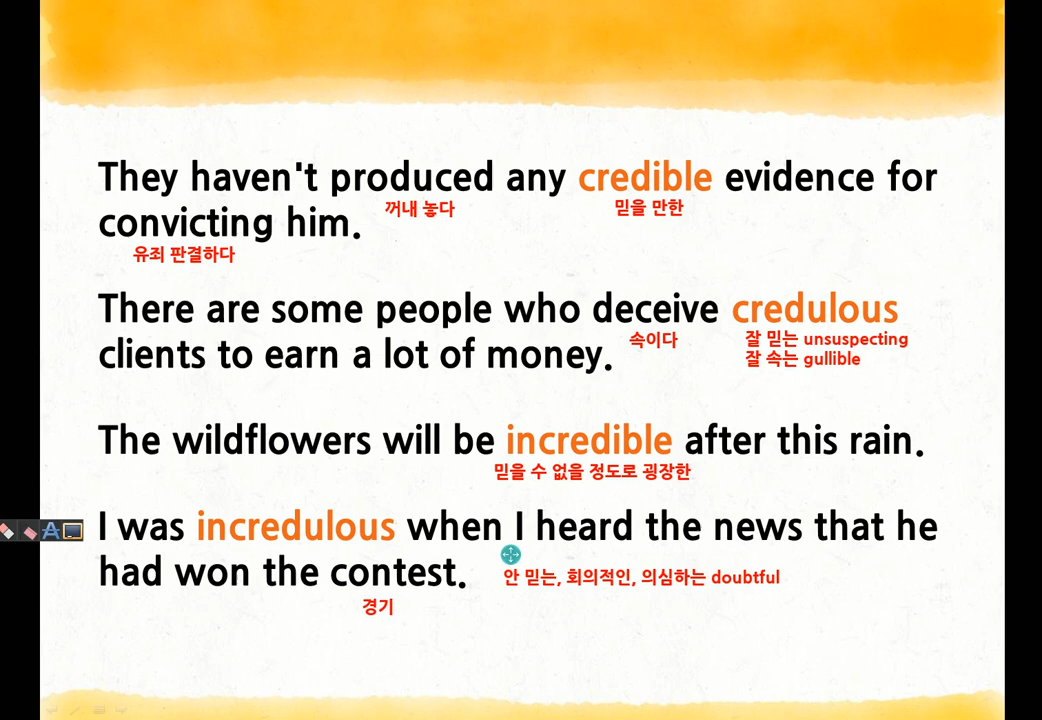 They haven't produced any credible evidence for
꺼내 놓다 믿을 만한
convicting him.
유죄 판결하다
There are some people who deceive credulous
속이다 잘 믿는 unsuspecting
clients to earn a lot of money.
잘 속는 gullible
The wildflowers will be incredible after this rain.
믿을 수 없을 정도로 굉장한
I was incredulous when I heard the news that he
had won the contest.
안 믿는, 회의적인, 의심하는 doubtful
경기